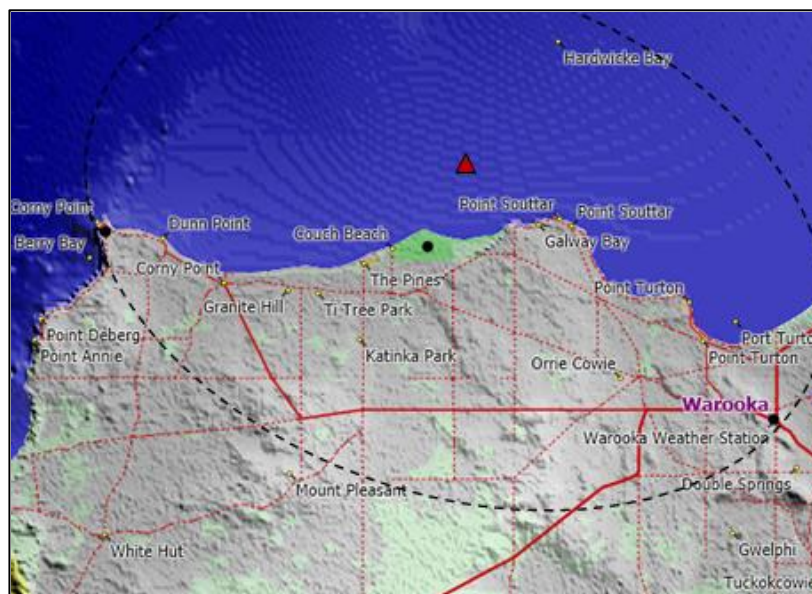 Hardwicke Bay
Corny Point
Point Souttar
Point Souttar
Dunn Point
Couch Beach
Galway Bay
Berry Bay
Corny Point
The Pines
Point Turton
Granite Hill
Ti-Tree Park
Point Deberg
Port Turto
Point Annie
Katinka Park
Orrie Cowie
Point Turton
Warooka
Warooka Weather Station
Double Springs
Mount Pleasant
White Hut
Gwelphi
Tuckokcowie